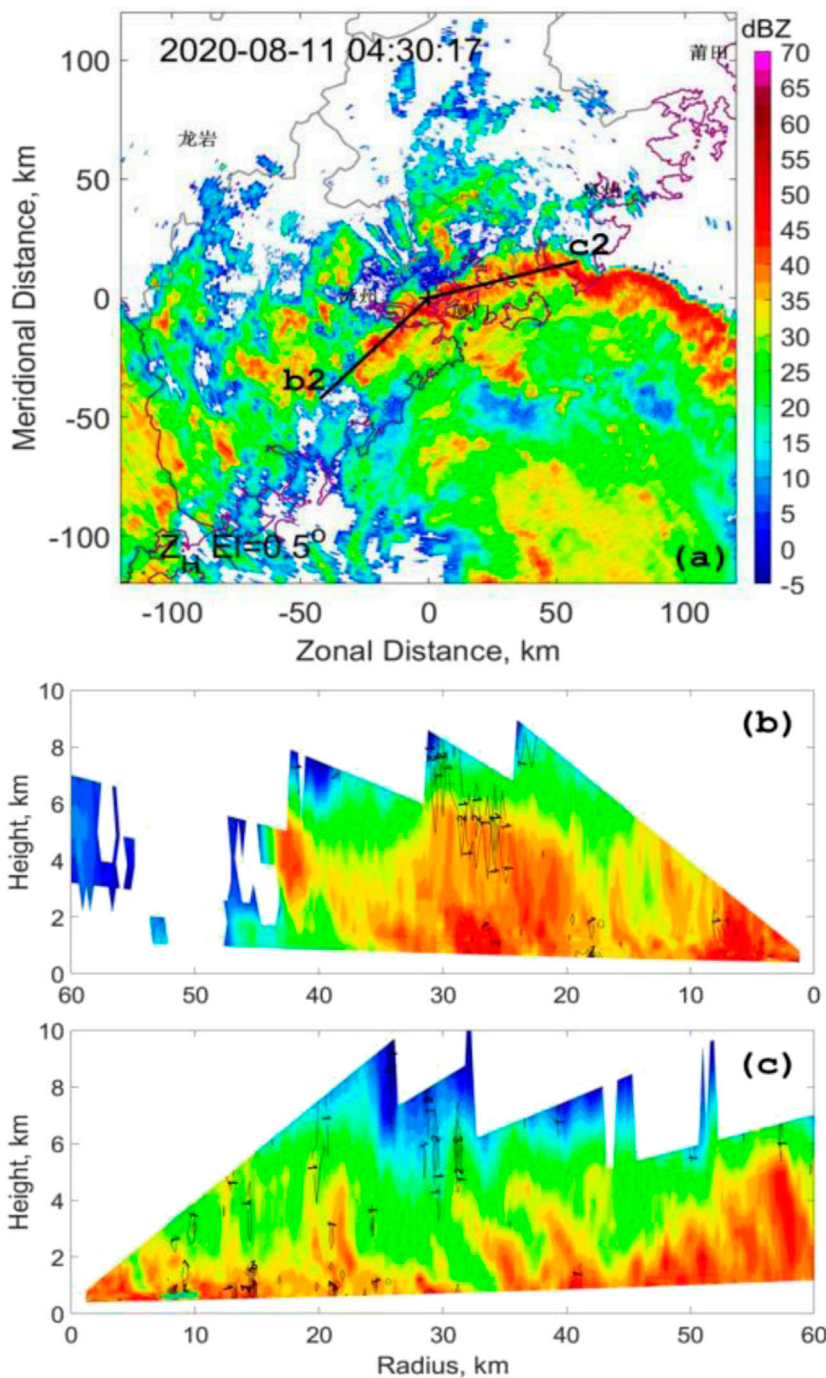 2020-08-11 04:30:17
dBZ
莆田
龙岩
70
65
60
55
50
45
40
35
30
25
20
15
10
5
0
-5
100
50
0
-50
-100
Meridional Distance, km
c2
b2
Z_H El=0.5°
(a)
-100 -50 0 50 100
Zonal Distance, km
(b)
10
8
6
4
2
0
Height, km
60 50 40 30 20 10 0
(c)
10
8
6
4
2
0
Height, km
0 10 20 30 40 50 60
Radius, km